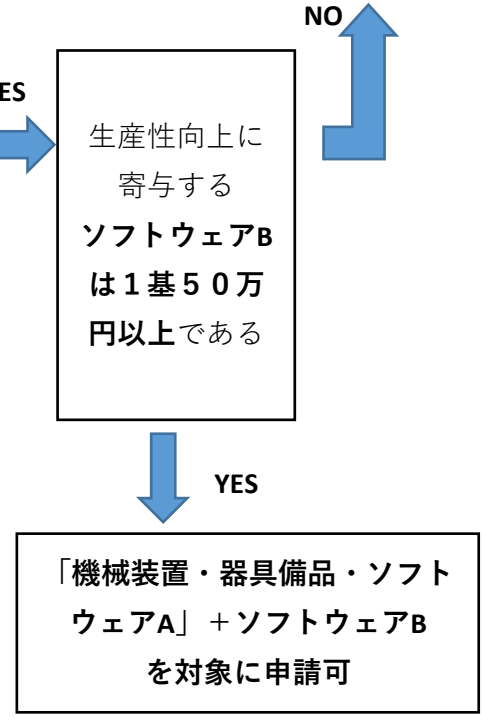 NO
ES
生産性向上に
寄与する
ソフトウェアB
は１基５０万
円以上である
YES
「機械装置・器具備品・ソフト
ウェアA」＋ソフトウェアB
を対象に申請可